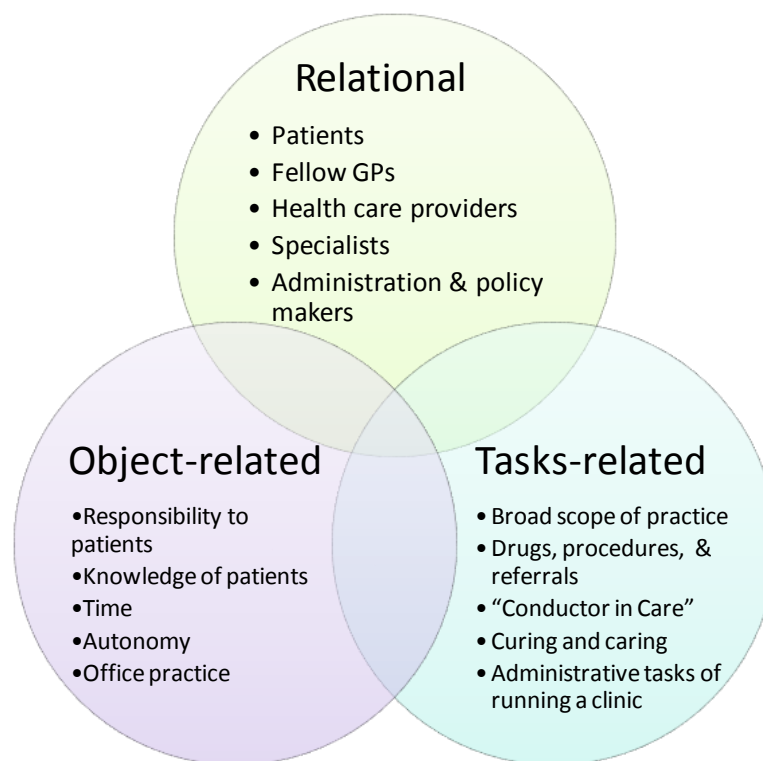 Relational
• Patients
• Fellow GPs
• Health care providers
• Specialists
• Administration & policy
makers
Object-related
•Responsibility to
patients
•Knowledge of patients
•Time
•Autonomy
•Office practice
Tasks-related
• Broad scope of practice
• Drugs, procedures, &
referrals
• “Conductor in Care”
• Curing and caring
• Administrative tasks of
running a clinic